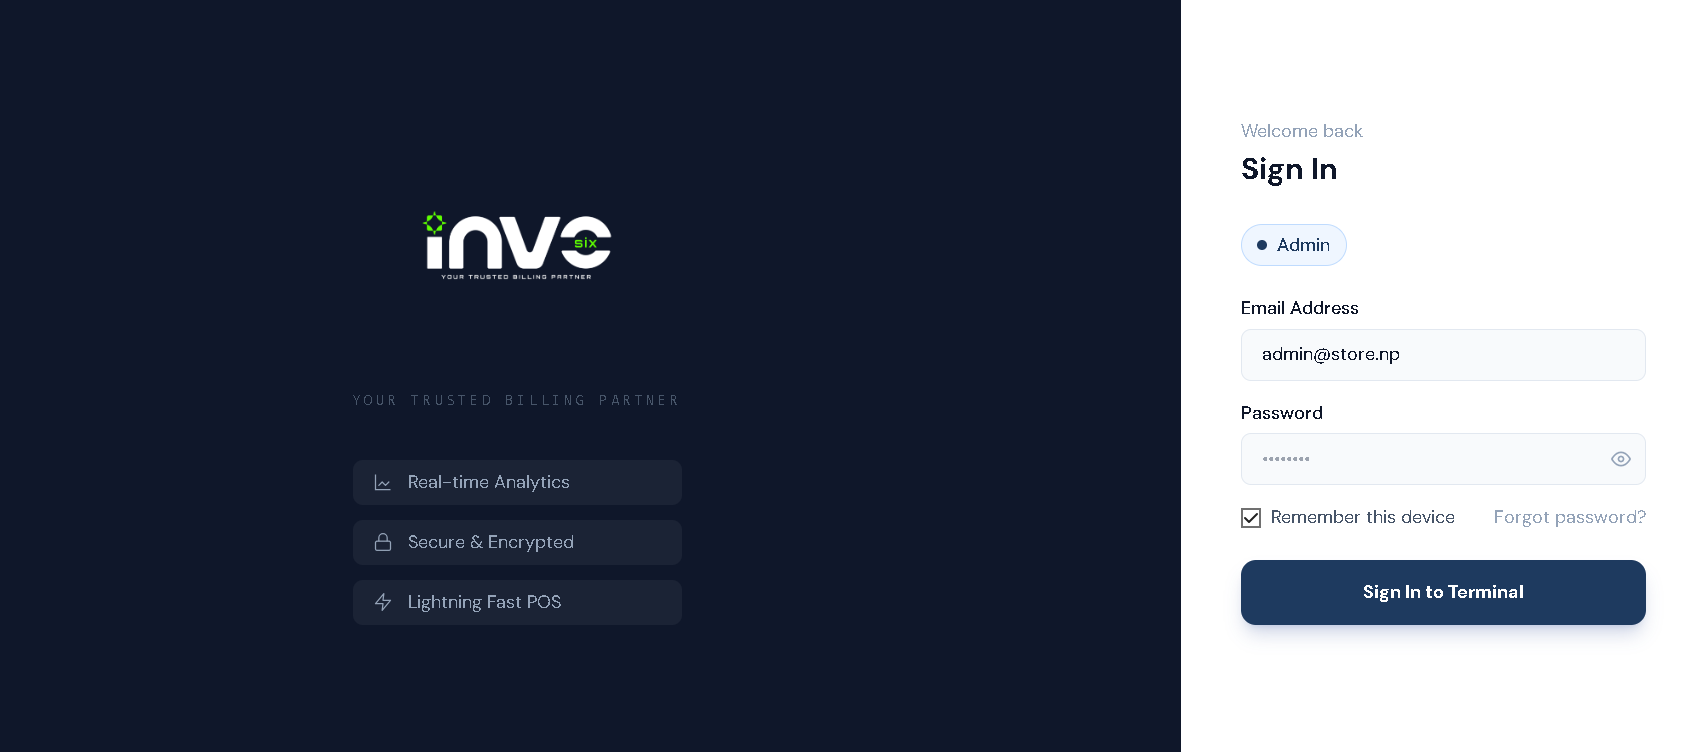 invo
six
YOUR TRUSTED BILLING PARTNER
YOUR TRUSTED BILLING PARTNER
Real-time Analytics
Secure & Encrypted
Lightning Fast POS
Welcome back
Sign In
Admin
Email Address
admin@store.np
Password
••••••••
Remember this device
Forgot password?
Sign In to Terminal